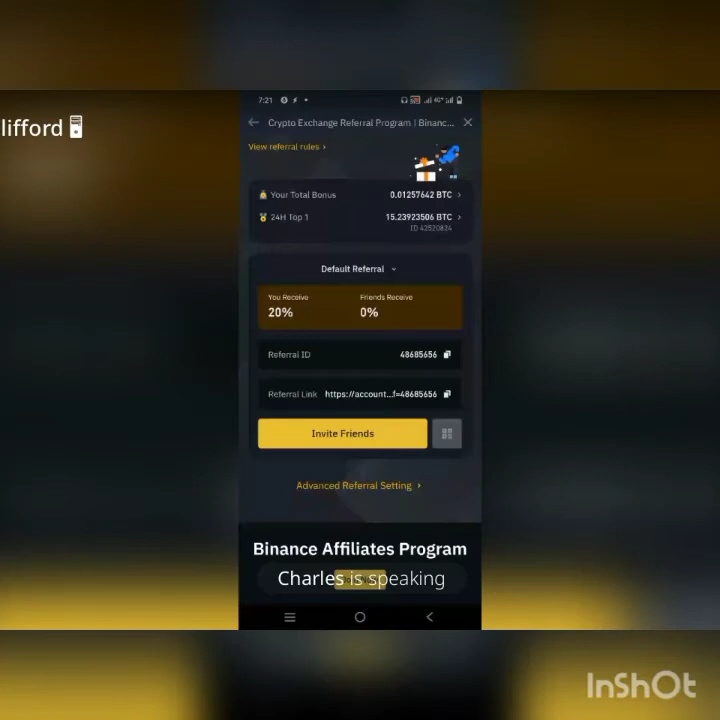 lifford
7:21
Crypto Exchange Referral Program | Binanc...
View referral rules
Your Total Bonus 0.01257642 BTC
24H Top 1 15.23923506 BTC
ID 42520824
Default Referral
You Receive Friends Receive
20% 0%
Referral ID 48685656
Referral Link https://account...f=48685656
Invite Friends
Advanced Referral Setting
Binance Affiliates Program
Charles is speaking
InShOt